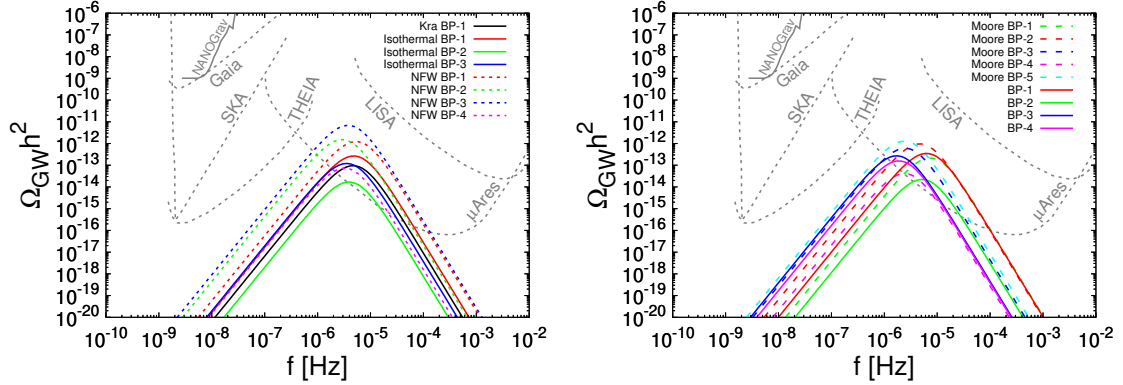 10⁻⁶
10⁻⁷
10⁻⁸
10⁻⁹
10⁻¹⁰
10⁻¹¹
10⁻¹²
10⁻¹³
10⁻¹⁴
10⁻¹⁵
10⁻¹⁶
10⁻¹⁷
10⁻¹⁸
10⁻¹⁹
10⁻²⁰
Ω_GW h²
NANOGray
Gaia
SKA
THEIA
LISA
μAres
Kra BP-1
Isothermal BP-1
Isothermal BP-2
Isothermal BP-3
NFW BP-1
NFW BP-2
NFW BP-3
NFW BP-4
10⁻¹⁰ 10⁻⁹ 10⁻⁸ 10⁻⁷ 10⁻⁶ 10⁻⁵ 10⁻⁴ 10⁻³ 10⁻²
f [Hz]
10⁻⁶
10⁻⁷
10⁻⁸
10⁻⁹
10⁻¹⁰
10⁻¹¹
10⁻¹²
10⁻¹³
10⁻¹⁴
10⁻¹⁵
10⁻¹⁶
10⁻¹⁷
10⁻¹⁸
10⁻¹⁹
10⁻²⁰
Ω_GW h²
NANOGray
Gaia
SKA
THEIA
LISA
μAres
Moore BP-1
Moore BP-2
Moore BP-3
Moore BP-4
Moore BP-5
BP-1
BP-2
BP-3
BP-4
10⁻¹⁰ 10⁻⁹ 10⁻⁸ 10⁻⁷ 10⁻⁶ 10⁻⁵ 10⁻⁴ 10⁻³ 10⁻²
f [Hz]